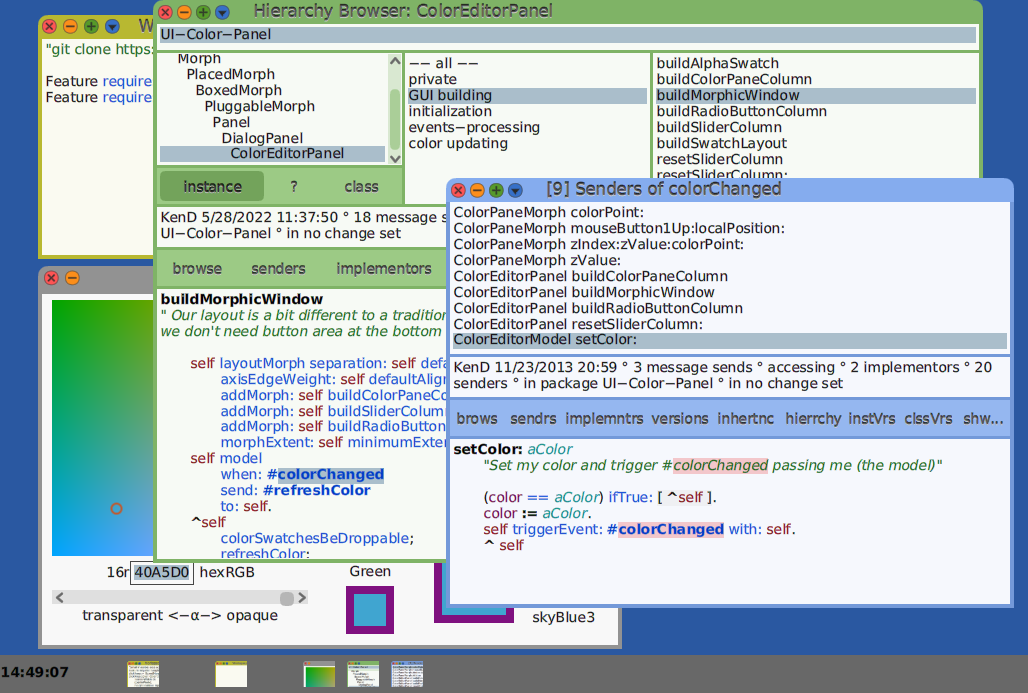 W
"git clone https:
Feature require
Feature require
Hierarchy Browser: ColorEditorPanel
UI−Color−Panel
Morph
PlacedMorph
BoxedMorph
PluggableMorph
Panel
DialogPanel
ColorEditorPanel
−− all −−
private
GUI building
initialization
events−processing
color updating
buildAlphaSwatch
buildColorPaneColumn
buildMorphicWindow
buildRadioButtonColumn
buildSliderColumn
buildSwatchLayout
resetSliderColumn
resetSliderColumn:
instance ? class
KenD 5/28/2022 11:37:50 ° 18 message s
UI−Color−Panel ° in no change set
browse senders implementors
buildMorphicWindow
" Our layout is a bit different to a tradition
we don't need button area at the bottom
self layoutMorph separation: self defa
axisEdgeWeight: self defaultAlign
addMorph: self buildColorPaneCo
addMorph: self buildSliderColumn
addMorph: self buildRadioButton
morphExtent: self minimumExter
self model
when: #colorChanged
send: #refreshColor
to: self.
^self
colorSwatchesBeDroppable;
refreshColor;
[9] Senders of colorChanged
ColorPaneMorph colorPoint:
ColorPaneMorph mouseButton1Up:localPosition:
ColorPaneMorph zIndex:zValue:colorPoint:
ColorPaneMorph zValue:
ColorEditorPanel buildColorPaneColumn
ColorEditorPanel buildMorphicWindow
ColorEditorPanel buildRadioButtonColumn
ColorEditorPanel resetSliderColumn:
ColorEditorModel setColor:
KenD 11/23/2013 20:59 ° 3 message sends ° accessing ° 2 implementors ° 20
senders ° in package UI−Color−Panel ° in no change set
brows sendrs implemntrs versions inhertnc hierrchy instVrs clssVrs shw...
setColor: aColor
"Set my color and trigger #colorChanged passing me (the model)"
(color == aColor) ifTrue: [ ^self ].
color := aColor.
self triggerEvent: #colorChanged with: self.
^ self
16r 40A5D0 hexRGB
transparent <−α−> opaque
Green
skyBlue3
14:49:07